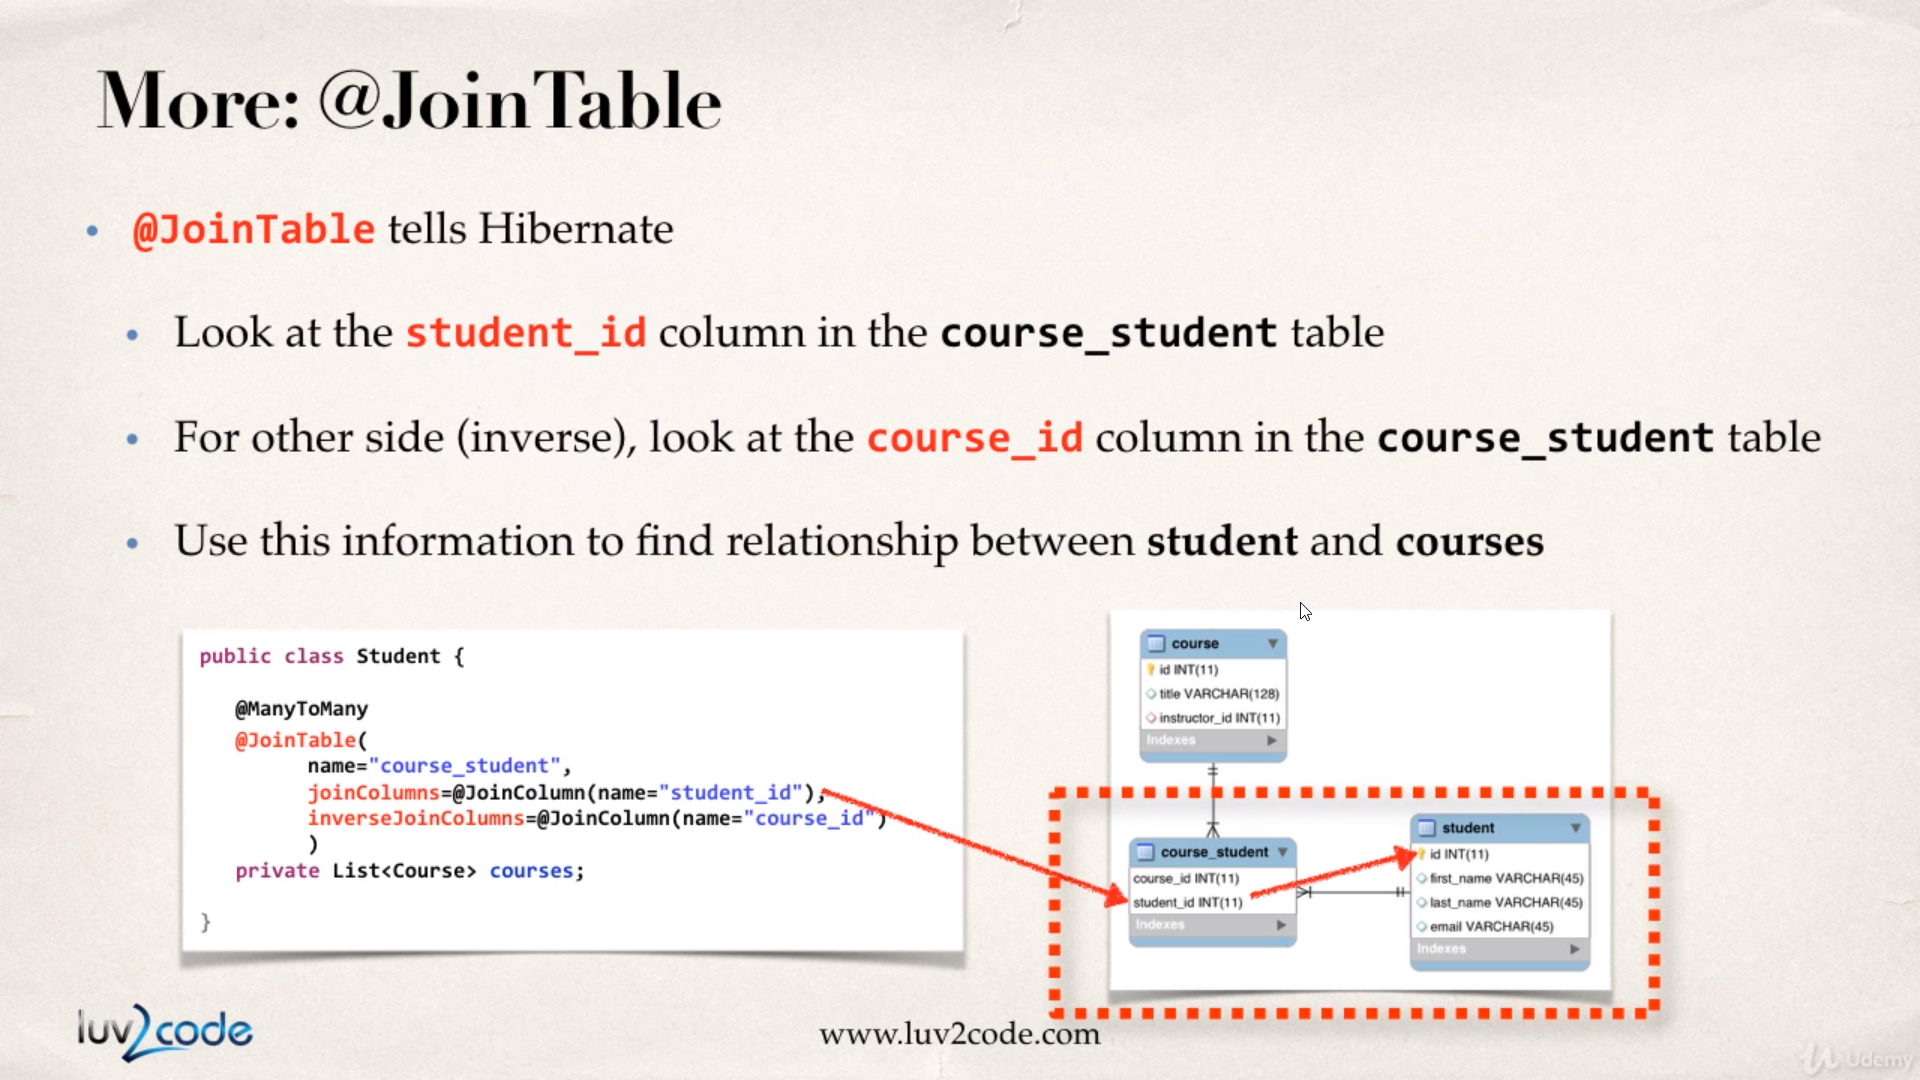 More: @JoinTable
• @JoinTable tells Hibernate
• Look at the student_id column in the course_student table
• For other side (inverse), look at the course_id column in the course_student table
• Use this information to find relationship between student and courses
public class Student {
@ManyToMany
@JoinTable(
name="course_student",
joinColumns=@JoinColumn(name="student_id"),
inverseJoinColumns=@JoinColumn(name="course_id")
)
private List<Course> courses;
}
course
id INT(11)
title VARCHAR(128)
instructor_id INT(11)
Indexes
course_student
course_id INT(11)
student_id INT(11)
Indexes
student
id INT(11)
first_name VARCHAR(45)
last_name VARCHAR(45)
email VARCHAR(45)
Indexes
luv2code
www.luv2code.com
Udemy